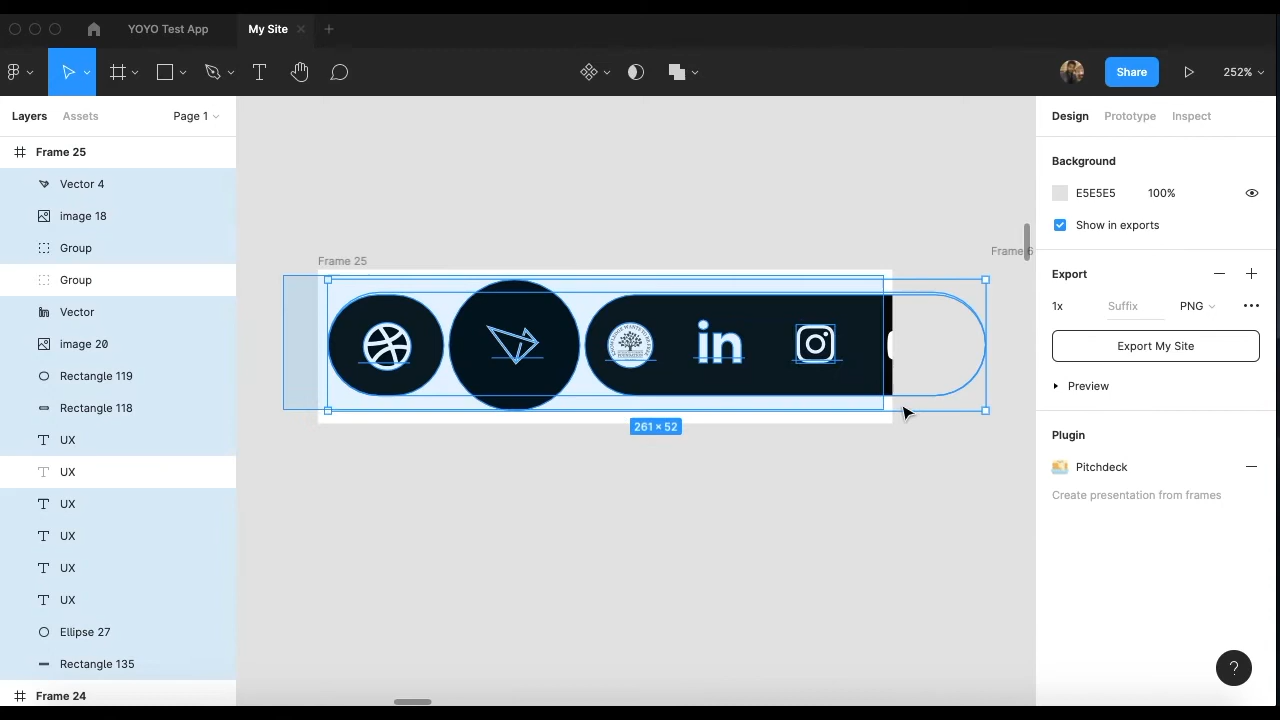 YOYO Test App
My Site
Share
252%
Layers
Assets
Page 1
Design
Prototype
Inspect
Frame 25
Vector 4
image 18
Group
Group
Vector
image 20
Rectangle 119
Rectangle 118
UX
UX
UX
UX
UX
UX
Ellipse 27
Rectangle 135
Frame 24
Frame 25
Frame 6
in
261 × 52
Background
E5E5E5
100%
Show in exports
Export
1x
Suffix
PNG
Export My Site
Preview
Plugin
Pitchdeck
Create presentation from frames
?